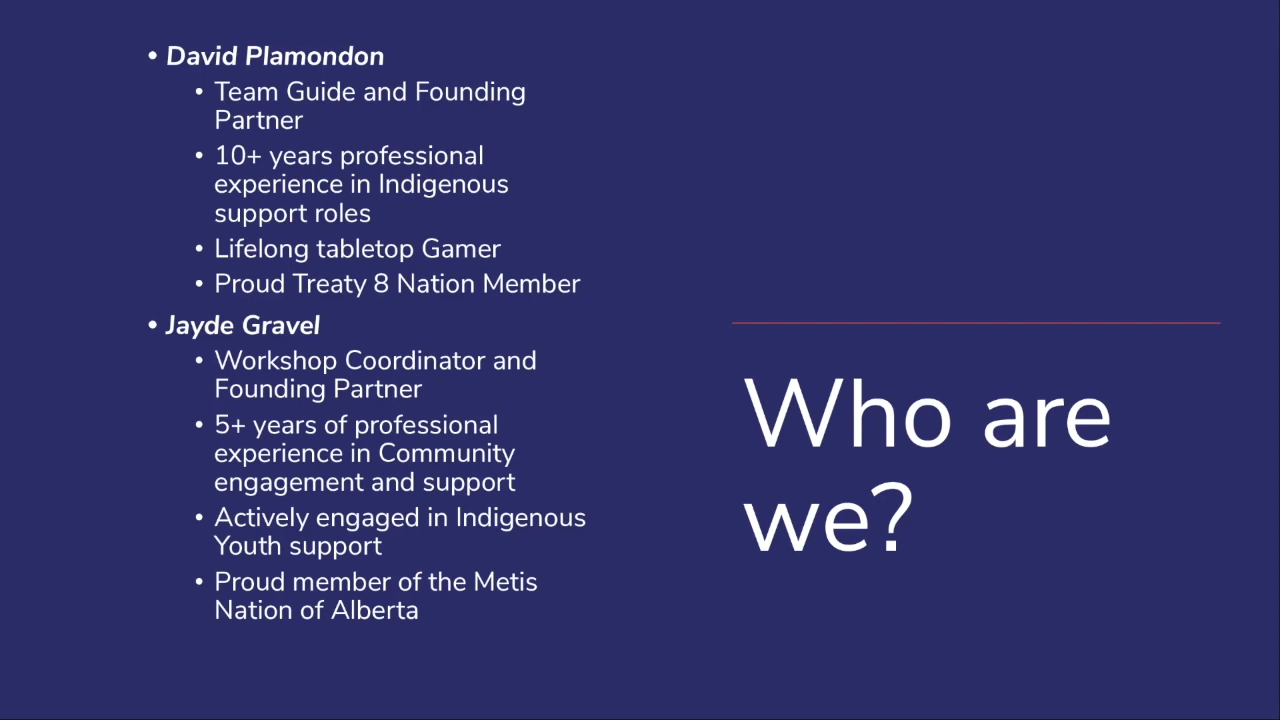 • David Plamondon
• Team Guide and Founding
Partner
• 10+ years professional
experience in Indigenous
support roles
• Lifelong tabletop Gamer
• Proud Treaty 8 Nation Member
• Jayde Gravel
• Workshop Coordinator and
Founding Partner
• 5+ years of professional
experience in Community
engagement and support
• Actively engaged in Indigenous
Youth support
• Proud member of the Metis
Nation of Alberta
Who are
we?